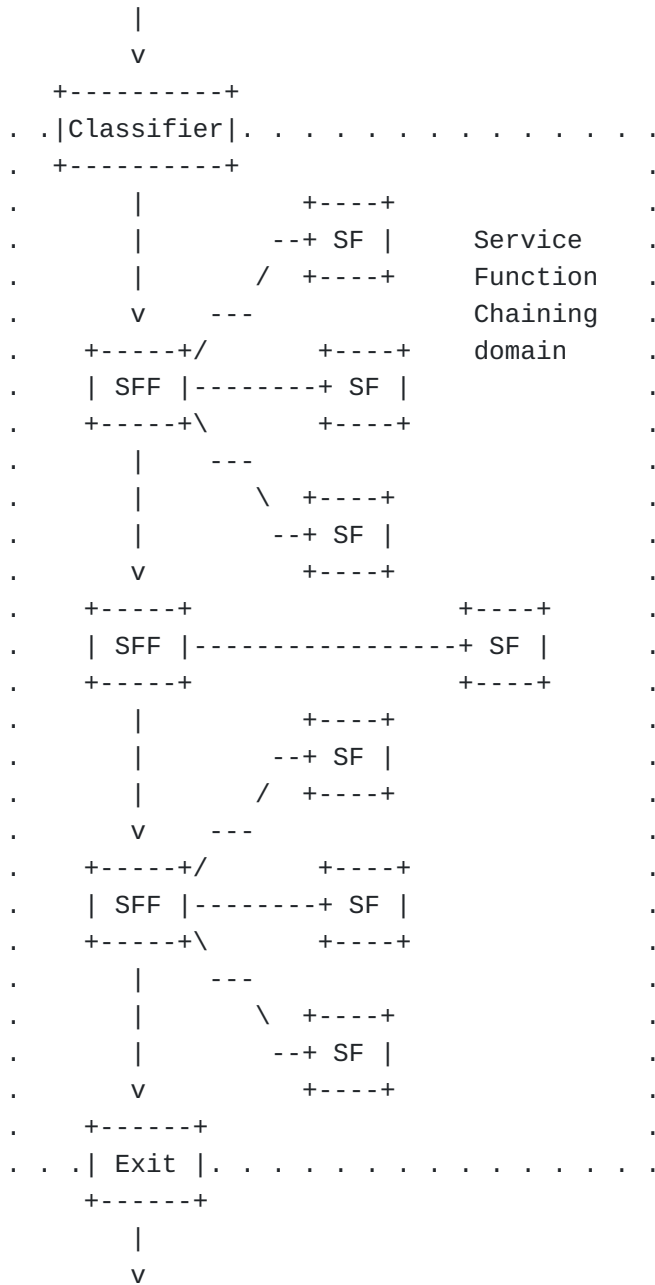 Classifier
SF Service
Function
Chaining
domain
SFF SF
SF
SFF SF
SF
SFF SF
SF
Exit